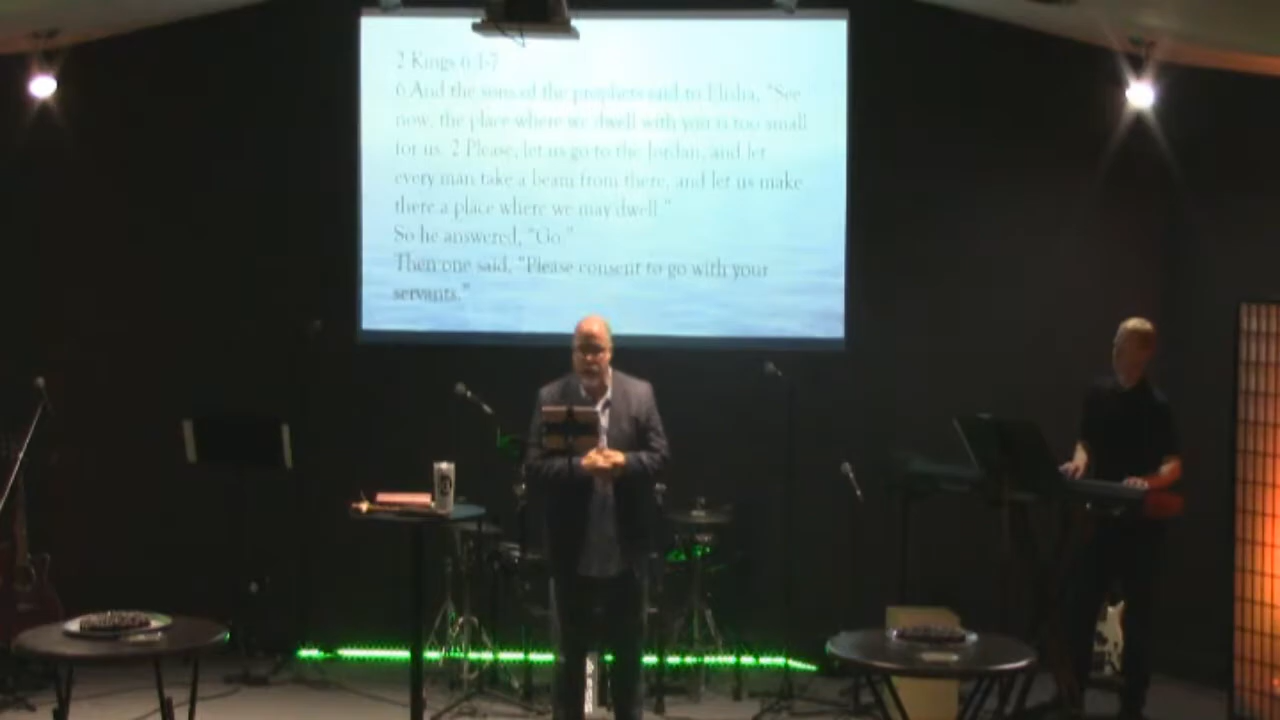 2 Kings 6:1-7
6 And the sons of the prophets said to Elisha, "See
now, the place where we dwell with you is too small
for us. 2 Please, let us go to the Jordan, and let
every man take a beam from there, and let us make
there a place where we may dwell."
So he answered, "Go."
Then one said, "Please consent to go with your
servants."